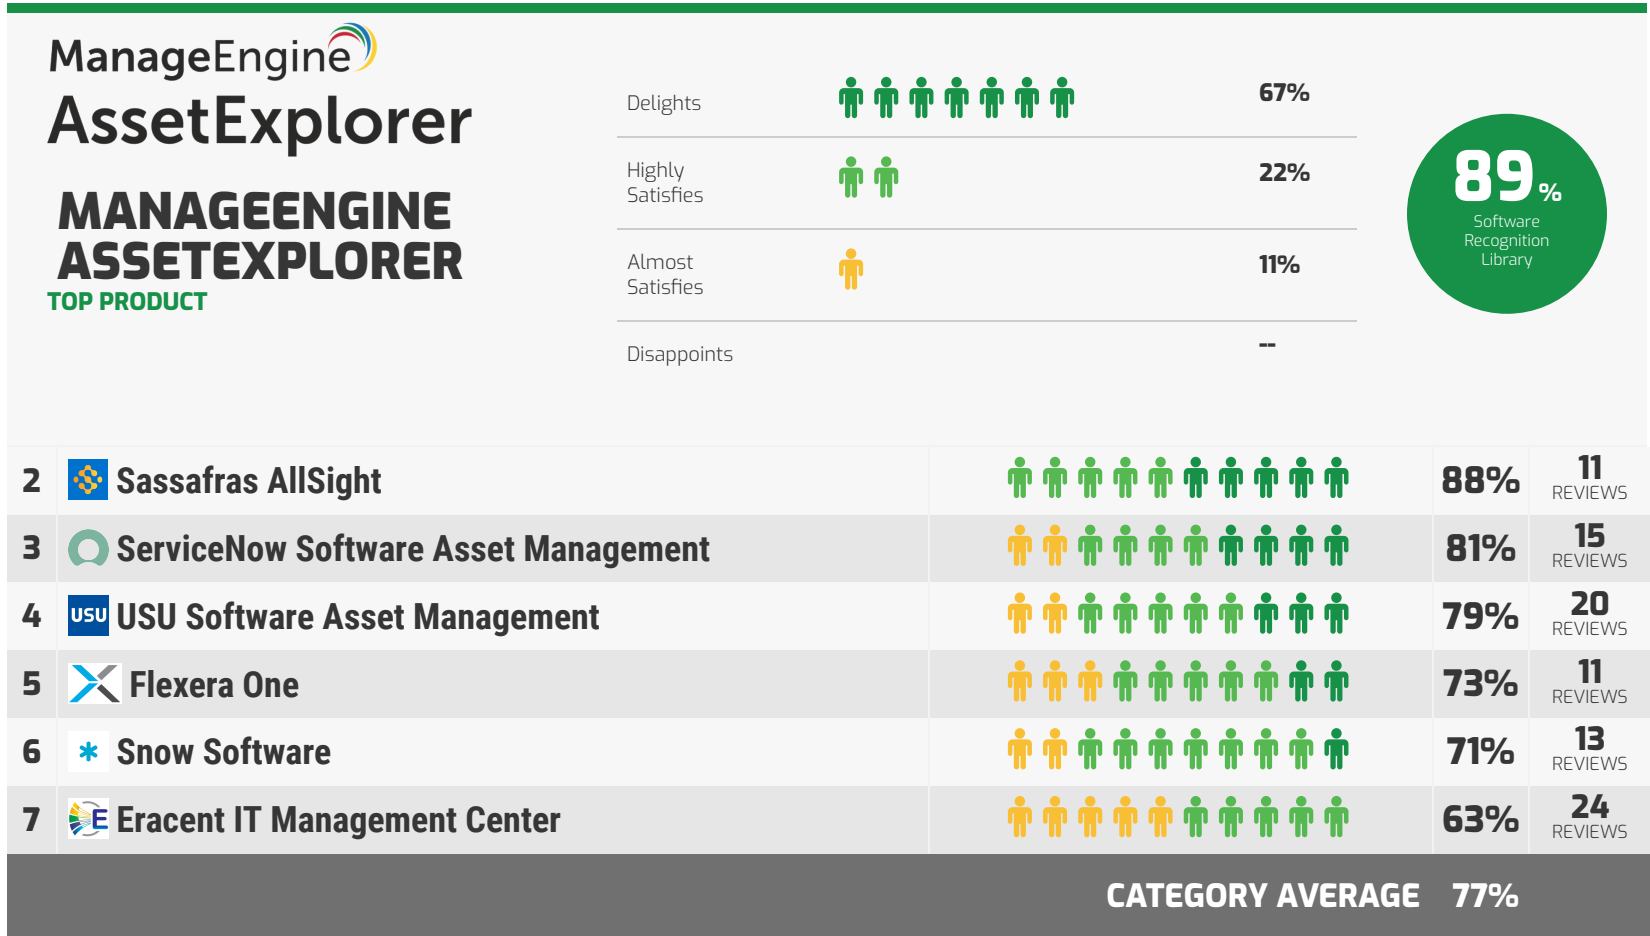 ManageEngine
AssetExplorer
MANAGEENGINE
ASSETEXPLORER
TOP PRODUCT
Delights 67%
Highly
Satisfies 22%
Almost
Satisfies 11%
Disappoints --
89%
Software
Recognition
Library
2 Sassafras AllSight 88% 11
REVIEWS
3 ServiceNow Software Asset Management 81% 15
REVIEWS
4 USU USU Software Asset Management 79% 20
REVIEWS
5 Flexera One 73% 11
REVIEWS
6 Snow Software 71% 13
REVIEWS
7 E Eracent IT Management Center 63% 24
REVIEWS
CATEGORY AVERAGE 77%